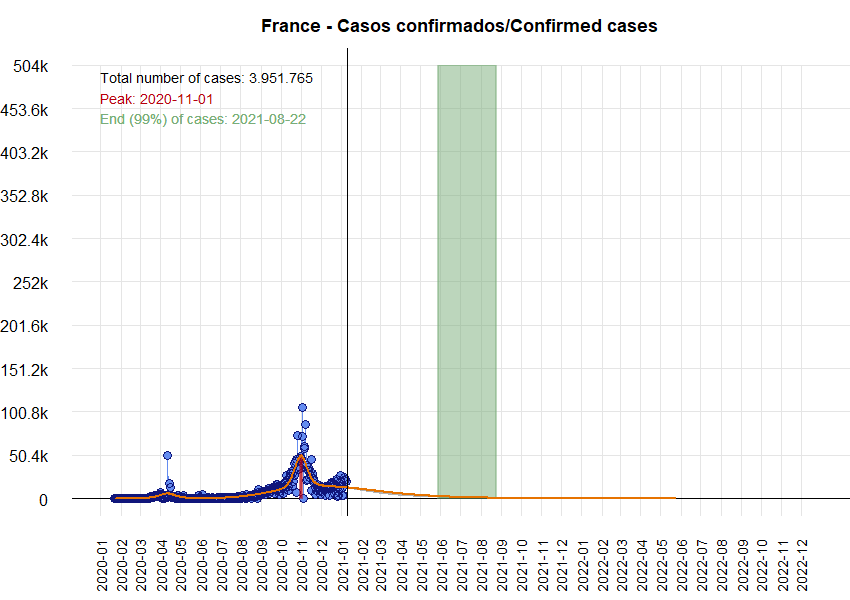 France - Casos confirmados/Confirmed cases
Total number of cases: 3.951.765
Peak: 2020-11-01
End (99%) of cases: 2021-08-22
504k
453.6k
403.2k
352.8k
302.4k
252k
201.6k
151.2k
100.8k
50.4k
0
2020-01
2020-02
2020-03
2020-04
2020-05
2020-06
2020-07
2020-08
2020-09
2020-10
2020-11
2020-12
2021-01
2021-02
2021-03
2021-04
2021-05
2021-06
2021-07
2021-08
2021-09
2021-10
2021-11
2021-12
2022-01
2022-02
2022-03
2022-04
2022-05
2022-06
2022-07
2022-08
2022-09
2022-10
2022-11
2022-12